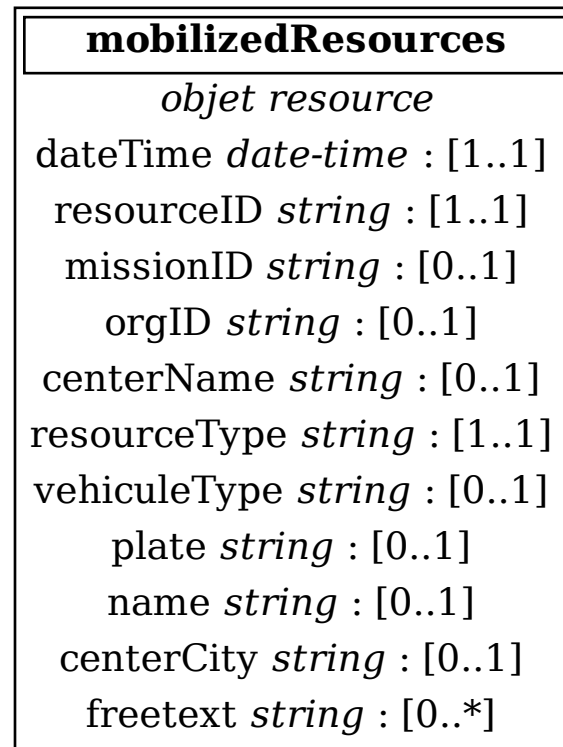 mobilizedResources
objet resource
dateTime date-time : [1..1]
resourceID string : [1..1]
missionID string : [0..1]
orgID string : [0..1]
centerName string : [0..1]
resourceType string : [1..1]
vehiculeType string : [0..1]
plate string : [0..1]
name string : [0..1]
centerCity string : [0..1]
freetext string : [0..*]